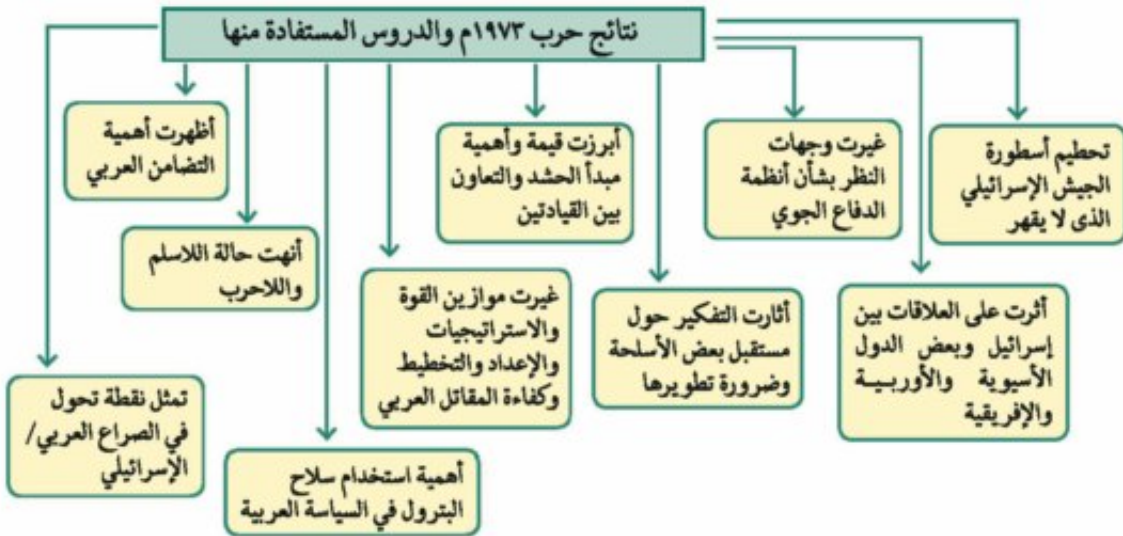 نتائج حرب ١٩٧٣م والدروس المستفادة منها
تحطيم أسطورة
الجيش الإسرائيلي
الذى لا يقهر
أثرت على العلاقات بين
إسرائيل وبعض الدول
الأسيوية والأوربية
والإفريقية
غيرت وجهات
النظر بشأن أنظمة
الدفاع الجوي
أثارت التفكير حول
مستقبل بعض الأسلحة
وضرورة تطويرها
أبرزت قيمة وأهمية
مبدأ الحشد والتعاون
بين القيادتين
غيرت موازين القوة
والاستراتيجيات
والإعداد والتخطيط
وكفاءة المقاتل العربي
أهمية استخدام سلاح
البترول في السياسة العربية
أنهت حالة اللاسلم
واللاحرب
أظهرت أهمية
التضامن العربي
تمثل نقطة تحول
في الصراع العربي/
الإسرائيلي